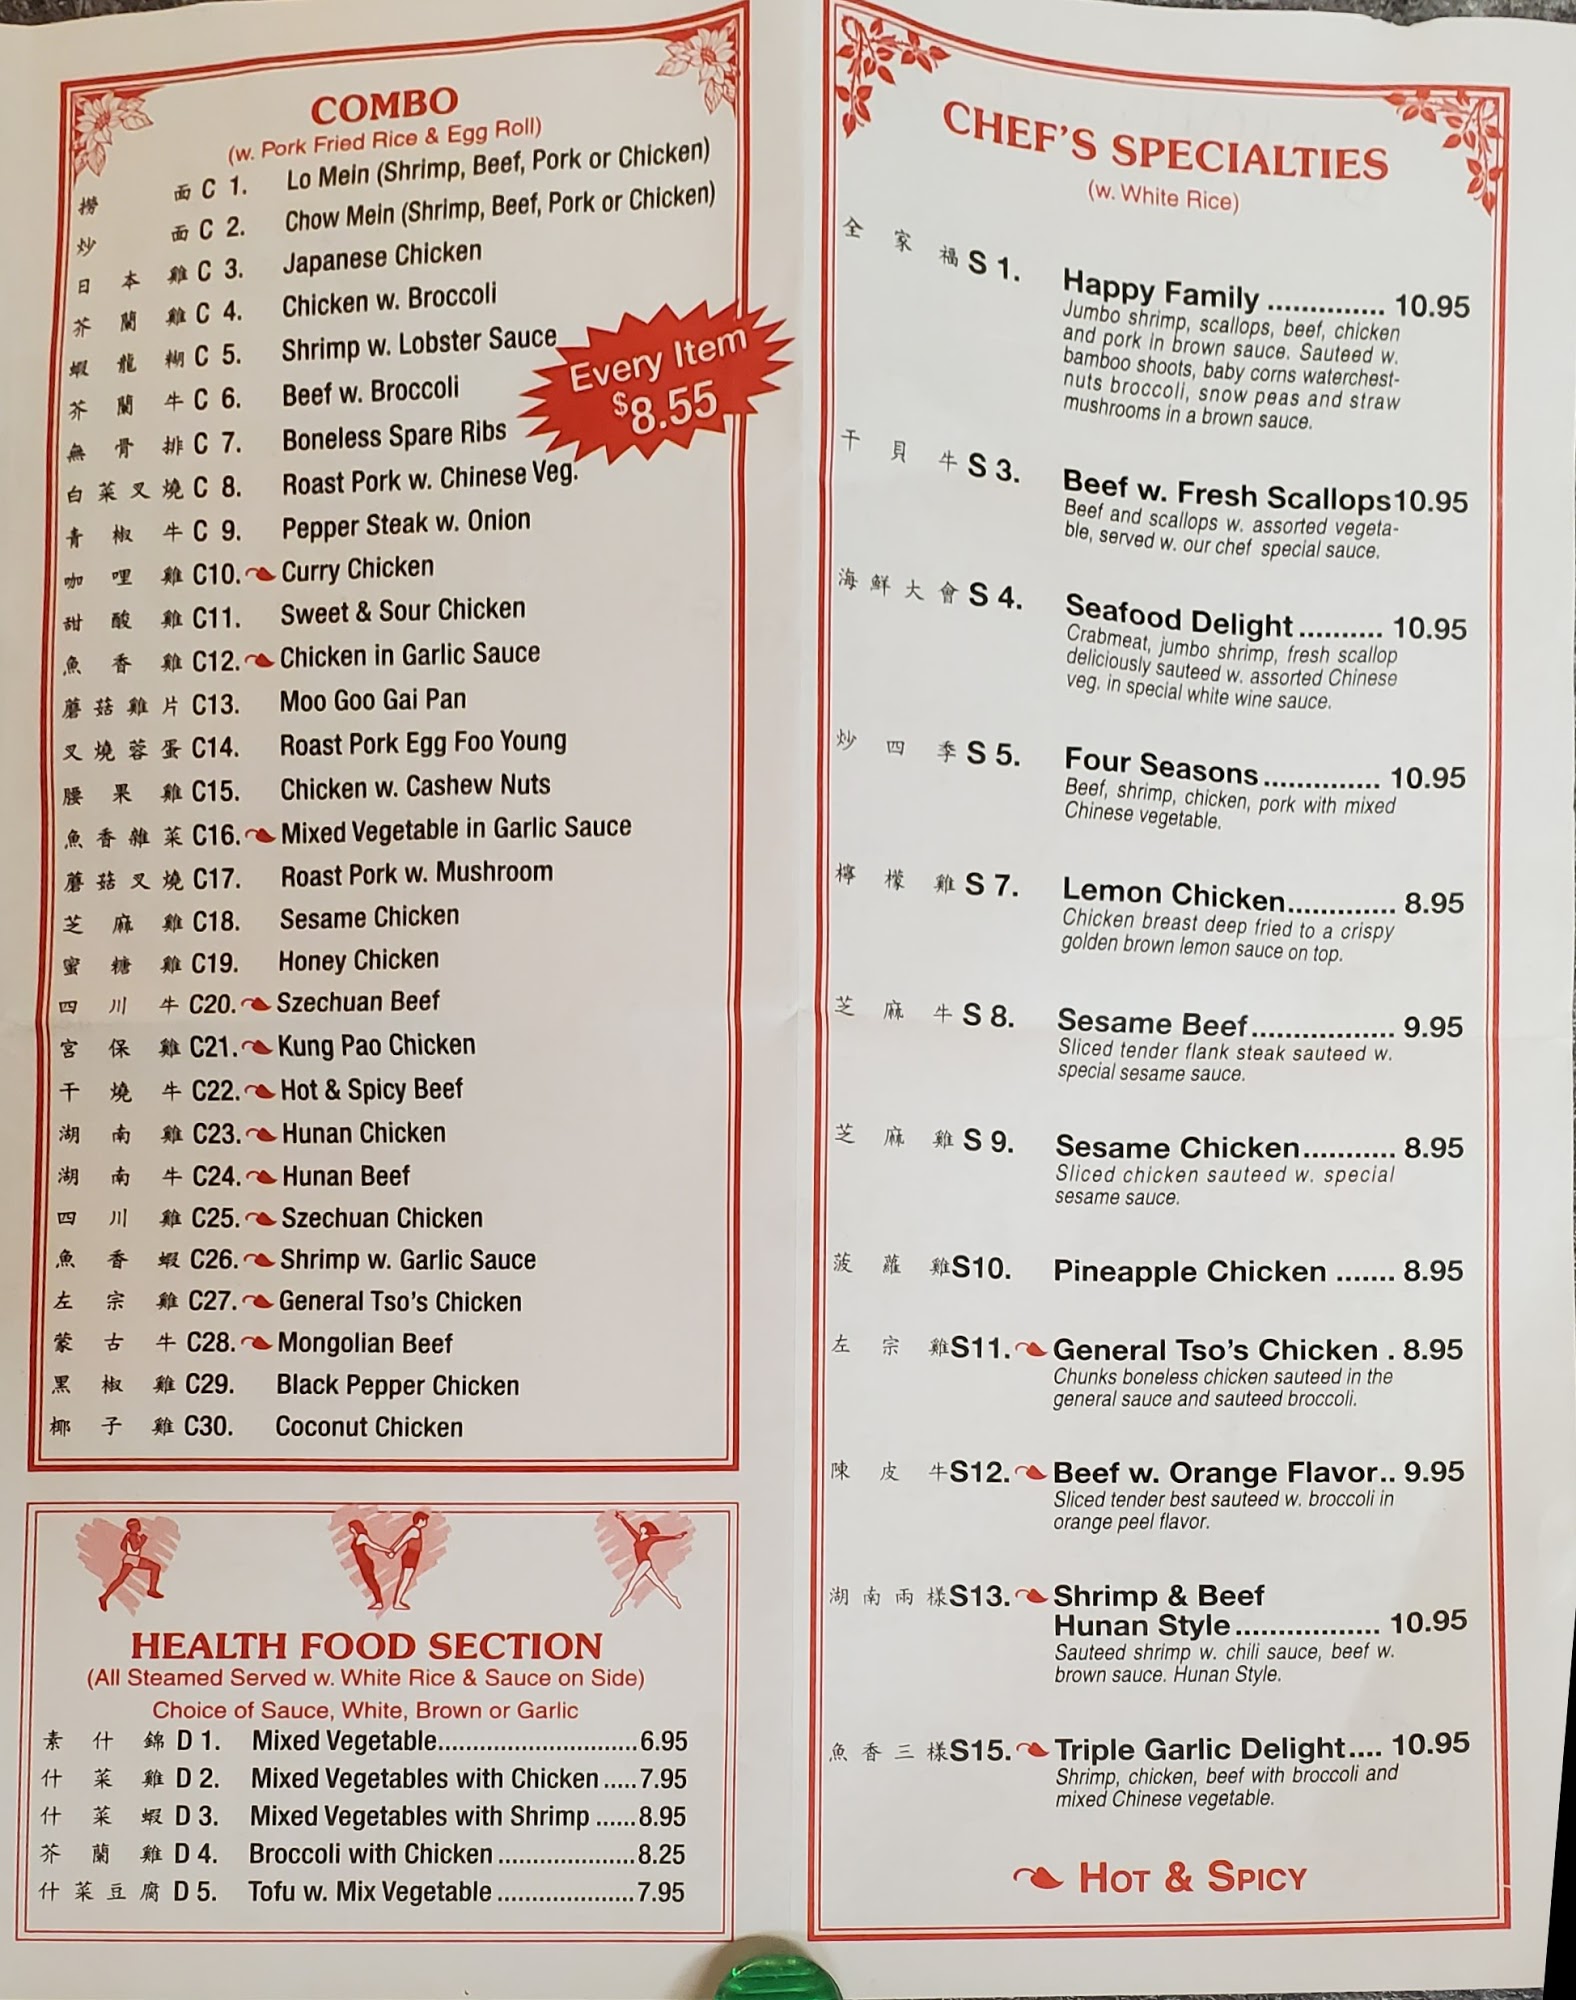 COMBO
(w. Pork Fried Rice & Egg Roll)
撈 面 C 1. Lo Mein (Shrimp, Beef, Pork or Chicken)
炒 面 C 2. Chow Mein (Shrimp, Beef, Pork or Chicken)
日 本 雞 C 3. Japanese Chicken
芥 蘭 雞 C 4. Chicken w. Broccoli
蝦 龍 糊 C 5. Shrimp w. Lobster Sauce
芥 蘭 牛 C 6. Beef w. Broccoli
無 骨 排 C 7. Boneless Spare Ribs
白 菜 叉 燒 C 8. Roast Pork w. Chinese Veg.
青 椒 牛 C 9. Pepper Steak w. Onion
咖 哩 雞 C10. Curry Chicken
甜 酸 雞 C11. Sweet & Sour Chicken
魚 香 雞 C12. Chicken in Garlic Sauce
蘑 菇 雞 片 C13. Moo Goo Gai Pan
叉 燒 蓉 蛋 C14. Roast Pork Egg Foo Young
腰 果 雞 C15. Chicken w. Cashew Nuts
魚 香 雜 菜 C16. Mixed Vegetable in Garlic Sauce
蘑 菇 叉 燒 C17. Roast Pork w. Mushroom
芝 麻 雞 C18. Sesame Chicken
蜜 糖 雞 C19. Honey Chicken
四 川 牛 C20. Szechuan Beef
宮 保 雞 C21. Kung Pao Chicken
干 燒 牛 C22. Hot & Spicy Beef
湖 南 雞 C23. Hunan Chicken
湖 南 牛 C24. Hunan Beef
四 川 雞 C25. Szechuan Chicken
魚 香 蝦 C26. Shrimp w. Garlic Sauce
左 宗 雞 C27. General Tso's Chicken
蒙 古 牛 C28. Mongolian Beef
黑 椒 雞 C29. Black Pepper Chicken
椰 子 雞 C30. Coconut Chicken
Every Item
$8.55
HEALTH FOOD SECTION
(All Steamed Served w. White Rice & Sauce on Side)
Choice of Sauce, White, Brown or Garlic
素 什 錦 D 1. Mixed Vegetable............................6.95
什 菜 雞 D 2. Mixed Vegetables with Chicken .....7.95
什 菜 蝦 D 3. Mixed Vegetables with Shrimp ......8.95
芥 蘭 雞 D 4. Broccoli with Chicken ...................8.25
什 菜 豆 腐 D 5. Tofu w. Mix Vegetable ...................7.95
CHEF'S SPECIALTIES
(w. White Rice)
全 家 福 S 1. Happy Family .............. 10.95
Jumbo shrimp, scallops, beef, chicken
and pork in brown sauce. Sauteed w.
bamboo shoots, baby corns waterchest-
nuts broccoli, snow peas and straw
mushrooms in a brown sauce.
干 貝 牛 S 3. Beef w. Fresh Scallops10.95
Beef and scallops w. assorted vegeta-
ble, served w. our chef special sauce.
海 鮮 大 會 S 4. Seafood Delight .......... 10.95
Crabmeat, jumbo shrimp, fresh scallop
deliciously sauteed w. assorted Chinese
veg. in special white wine sauce.
炒 四 季 S 5. Four Seasons.............. 10.95
Beef, shrimp, chicken, pork with mixed
Chinese vegetable.
檸 檬 雞 S 7. Lemon Chicken............. 8.95
Chicken breast deep fried to a crispy
golden brown lemon sauce on top.
芝 麻 牛 S 8. Sesame Beef................. 9.95
Sliced tender flank steak sauteed w.
special sesame sauce.
芝 麻 雞 S 9. Sesame Chicken........... 8.95
Sliced chicken sauteed w. special
sesame sauce.
菠 蘿 雞 S10. Pineapple Chicken ....... 8.95
左 宗 雞 S11. General Tso's Chicken . 8.95
Chunks boneless chicken sauteed in the
general sauce and sauteed broccoli.
陳 皮 牛 S12. Beef w. Orange Flavor.. 9.95
Sliced tender best sauteed w. broccoli in
orange peel flavor.
湖 南 兩 樣 S13. Shrimp & Beef
Hunan Style................. 10.95
Sauteed shrimp w. chili sauce, beef w.
brown sauce. Hunan Style.
魚 香 三 樣 S15. Triple Garlic Delight.... 10.95
Shrimp, chicken, beef with broccoli and
mixed Chinese vegetable.
HOT & SPICY